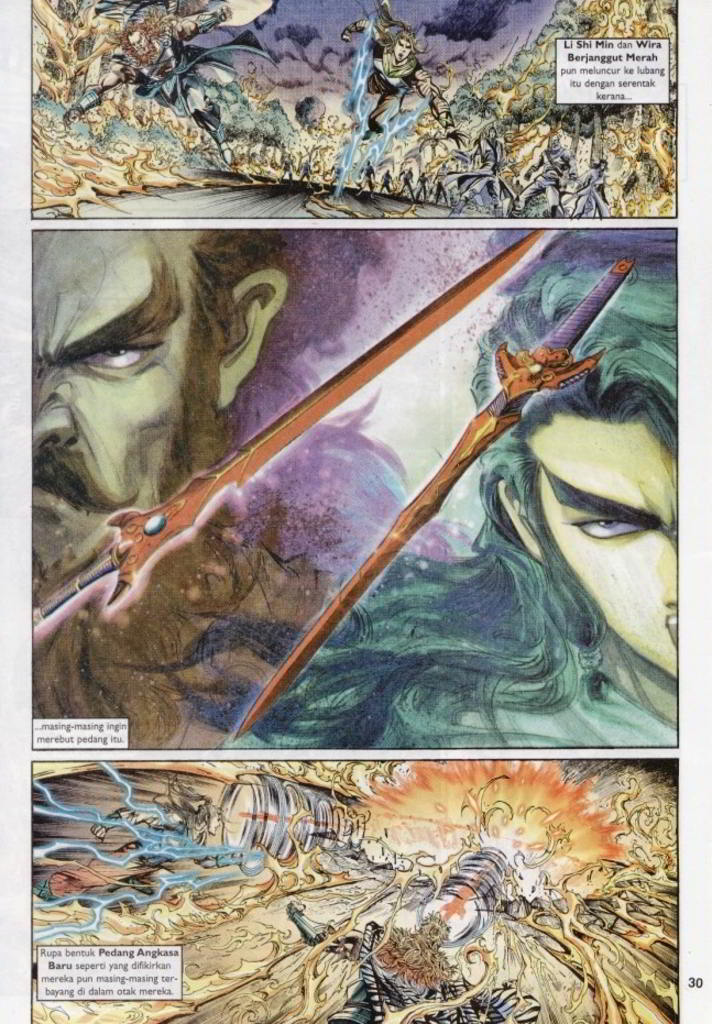 Li Shi Min dan Wira
Berjanggut Merah
pun meluncur ke lubang
itu dengan serentak
kerana...
...masing-masing ingin
merebut pedang itu.
Rupa bentuk Pedang Angkasa
Baru seperti yang difikirkan
mereka pun masing-masing ter-
bayang di dalam otak mereka.
30